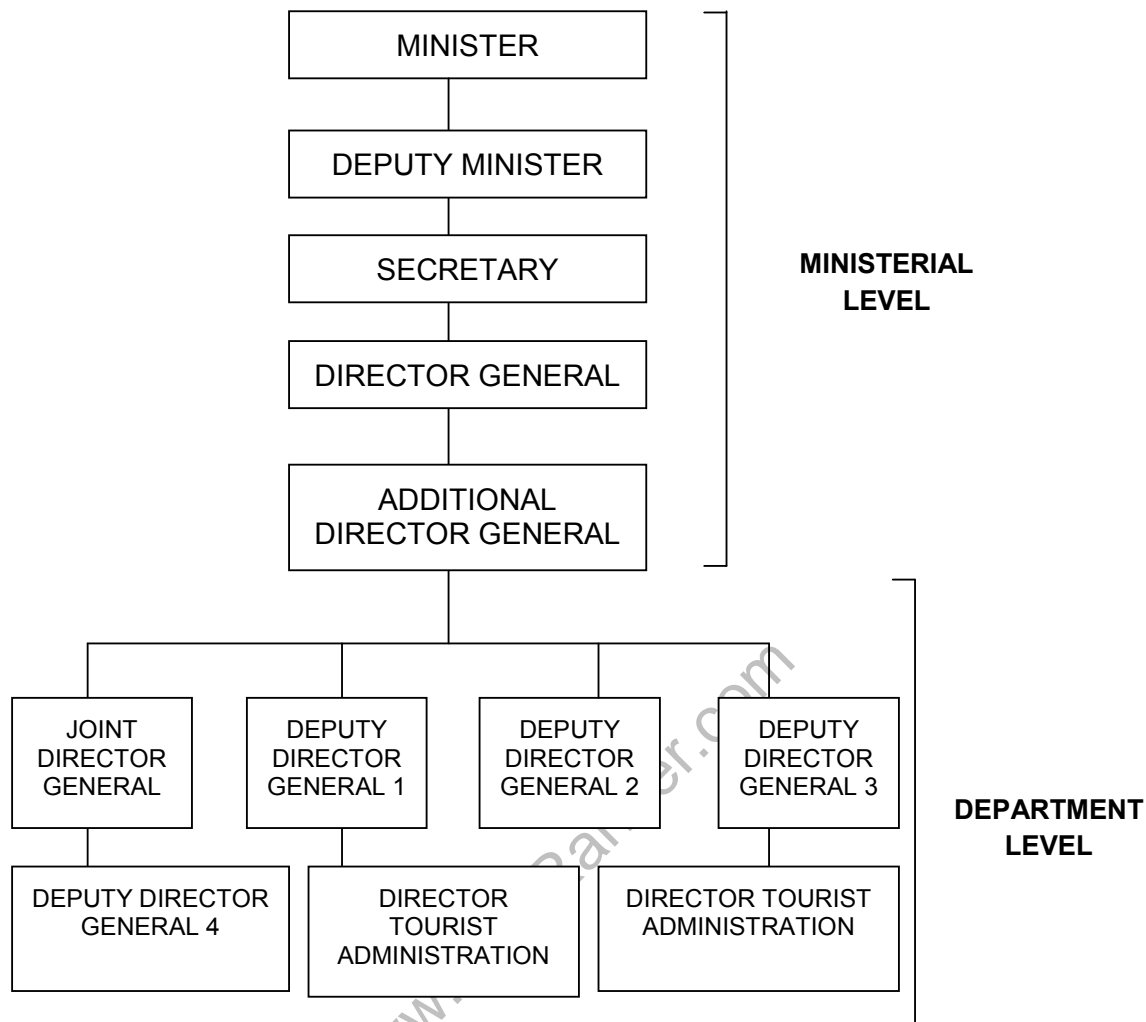 MINISTER
DEPUTY MINISTER
SECRETARY
DIRECTOR GENERAL
ADDITIONAL
DIRECTOR GENERAL
MINISTERIAL
LEVEL
JOINT
DIRECTOR
GENERAL
DEPUTY
DIRECTOR
GENERAL 1
DEPUTY
DIRECTOR
GENERAL 2
DEPUTY
DIRECTOR
GENERAL 3
DEPARTMENT
LEVEL
DEPUTY DIRECTOR
GENERAL 4
DIRECTOR
TOURIST
ADMINISTRATION
DIRECTOR TOURIST
ADMINISTRATION